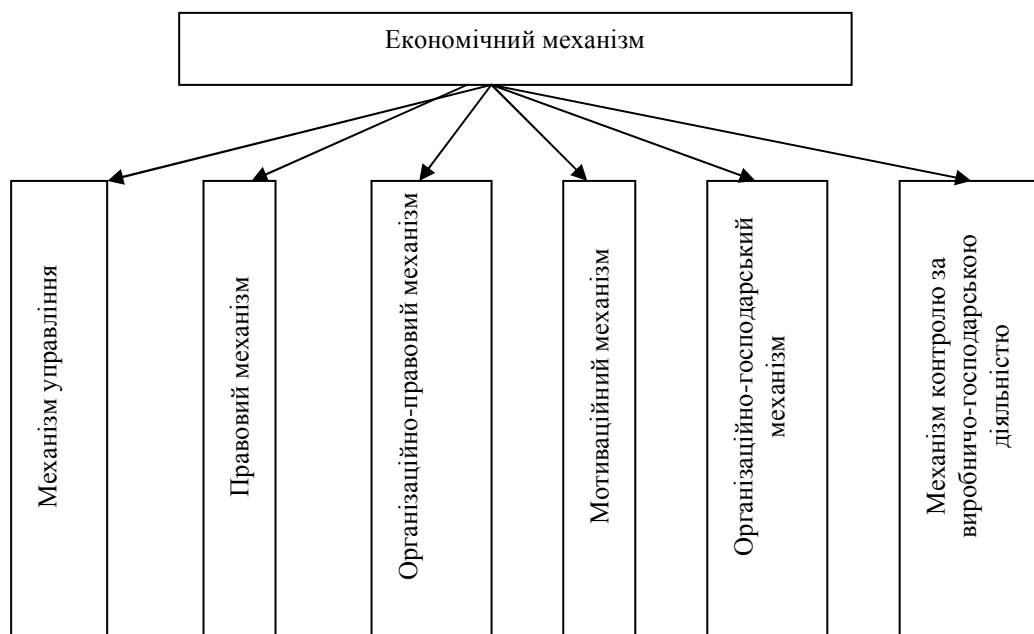 Економічний механізм
Механізм управління
Правовий механізм
Організаційно-правовий механізм
Мотиваційний механізм
Організаційно-господарський
механізм
Механізм контролю за
виробничо-господарською
діяльністю